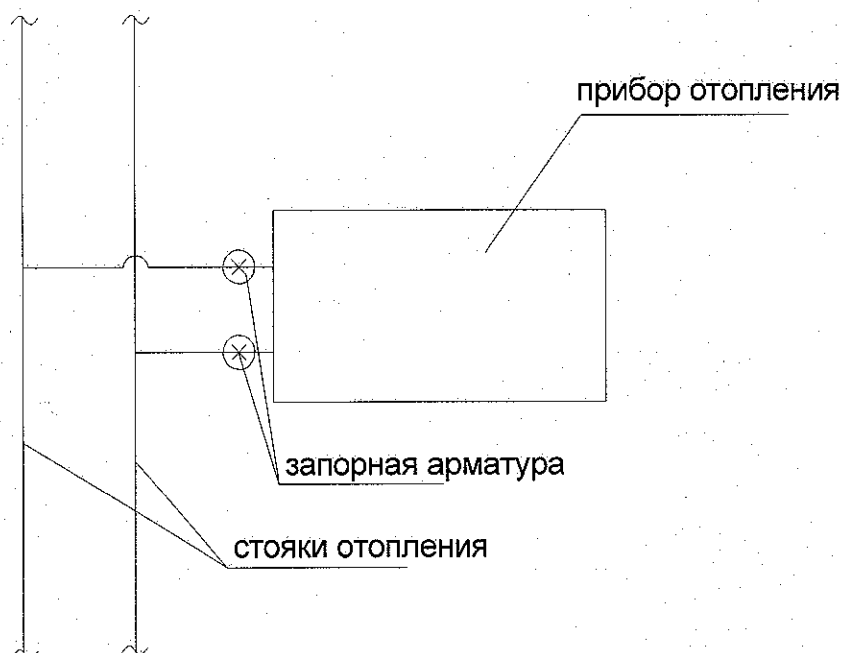 прибор отопления
запорная арматура
стояки отопления